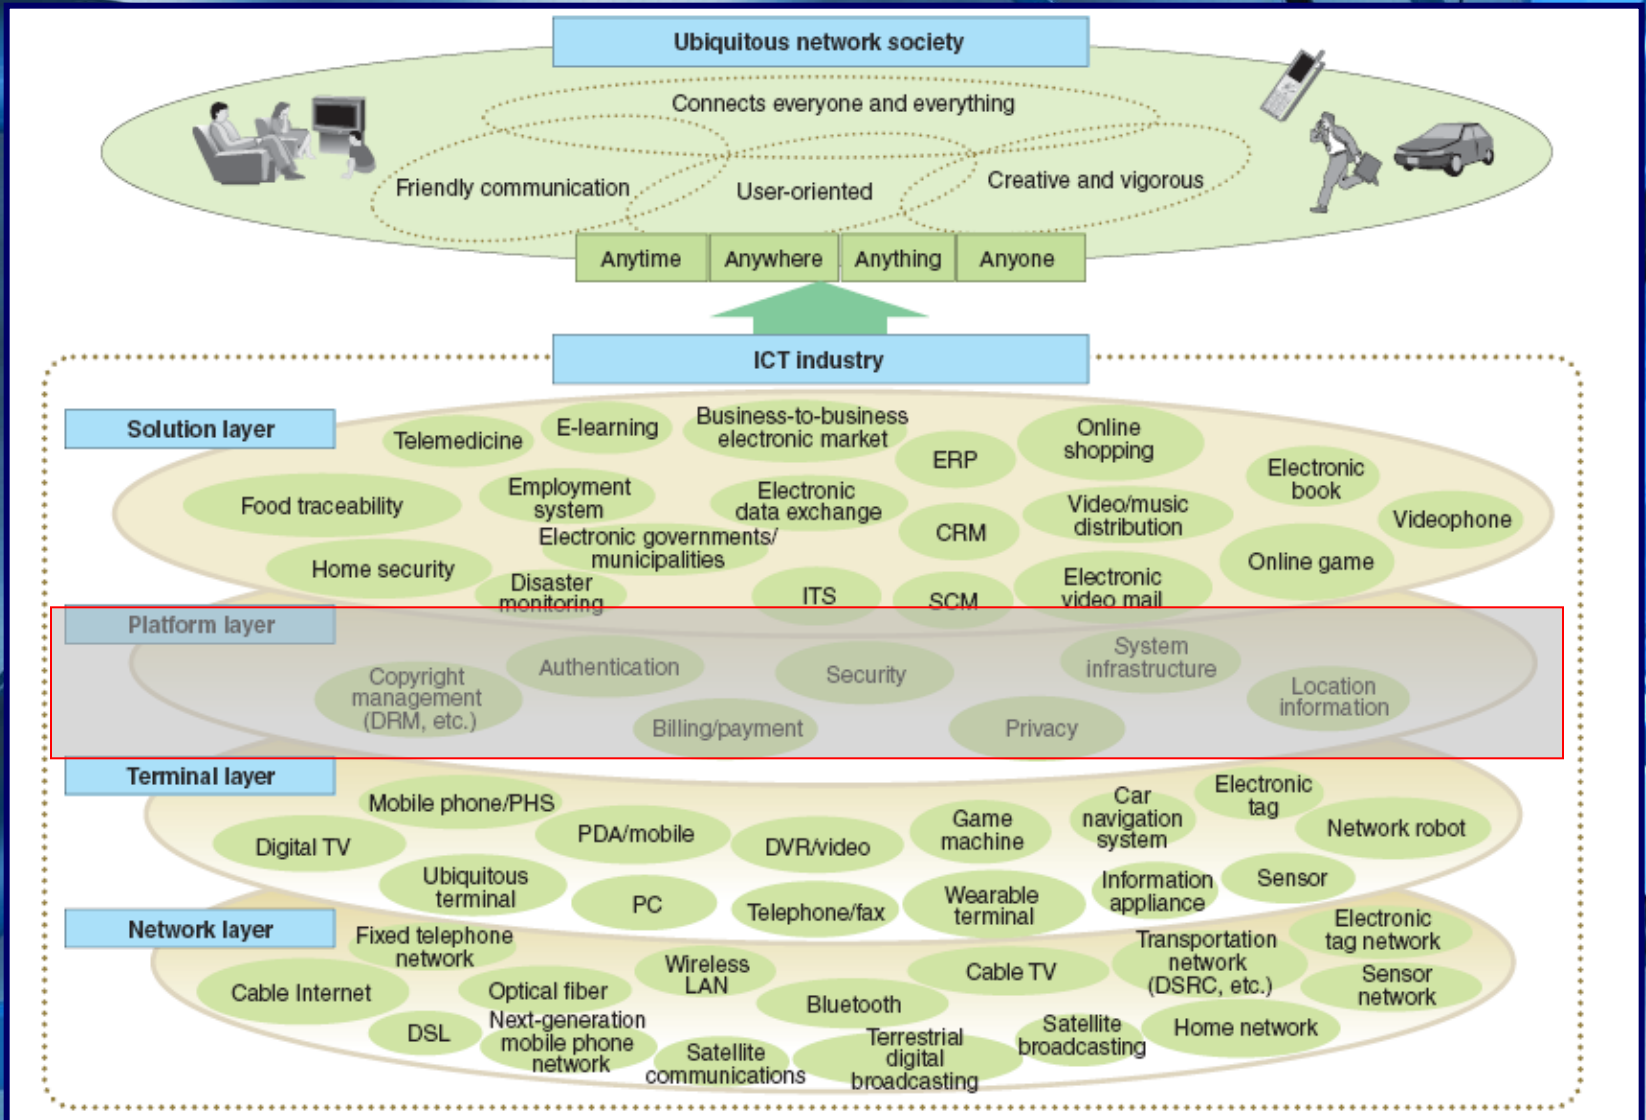 Ubiquitous network society
Connects everyone and everything
Friendly communication
User-oriented
Creative and vigorous
Anytime
Anywhere
Anything
Anyone
ICT industry
Solution layer
Telemedicine
E-learning
Business-to-business
electronic market
ERP
Online
shopping
Electronic
book
Food traceability
Employment
system
Electronic
data exchange
CRM
Video/music
distribution
Videophone
Home security
Electronic governments/
municipalities
Disaster
monitoring
ITS
SCM
Electronic
video mail
Online game
Platform layer
Copyright
management
(DRM, etc.)
Authentication
Security
System
infrastructure
Location
information
Billing/payment
Privacy
Terminal layer
Mobile phone/PHS
Digital TV
PDA/mobile
DVR/video
Game
machine
Car
navigation
system
Electronic
tag
Network robot
Ubiquitous
terminal
PC
Telephone/fax
Wearable
terminal
Information
appliance
Sensor
Network layer
Fixed telephone
network
Cable Internet
Optical fiber
Wireless
LAN
Bluetooth
Cable TV
Transportation
network
(DSRC, etc.)
Electronic
tag network
Sensor
network
DSL
Next-generation
mobile phone
network
Satellite
communications
Terrestrial
digital
broadcasting
Satellite
broadcasting
Home network